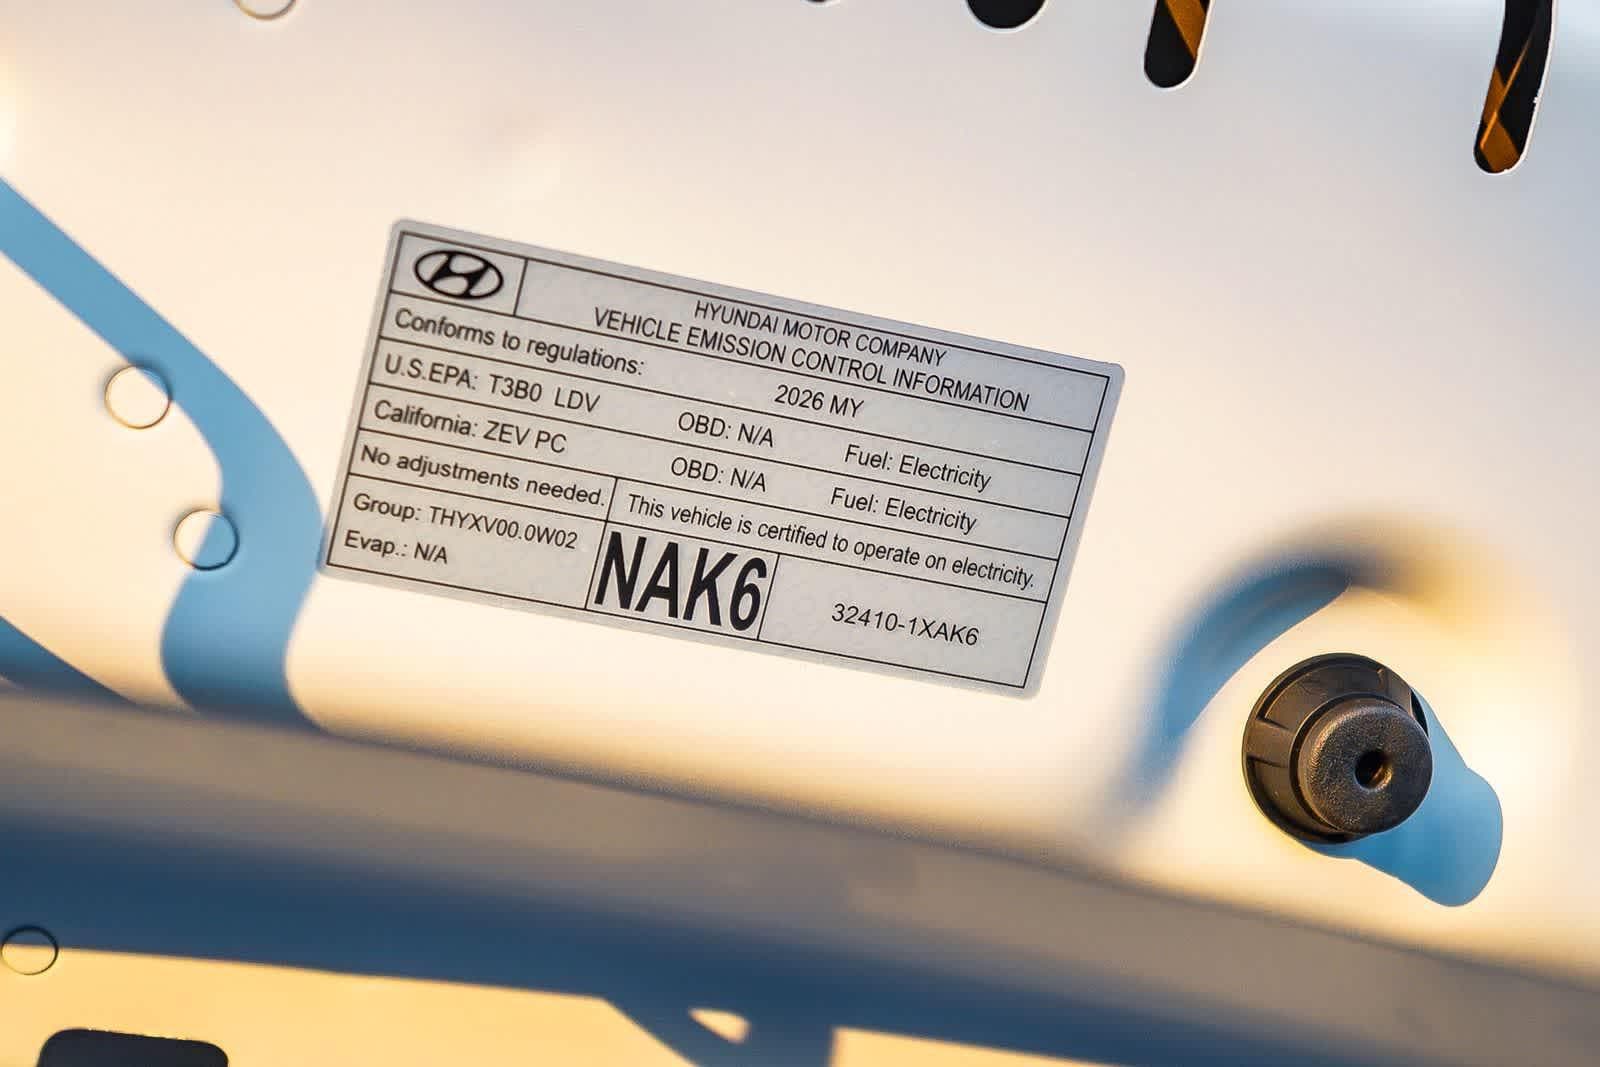 HYUNDAI MOTOR COMPANY
VEHICLE EMISSION CONTROL INFORMATION
Conforms to regulations: 2026 MY
U.S.EPA: T3B0 LDV OBD: N/A Fuel: Electricity
California: ZEV PC OBD: N/A Fuel: Electricity
No adjustments needed. This vehicle is certified to operate on electricity.
Group: THYXV00.0W02
Evap.: N/A
NAK6
32410-1XAK6